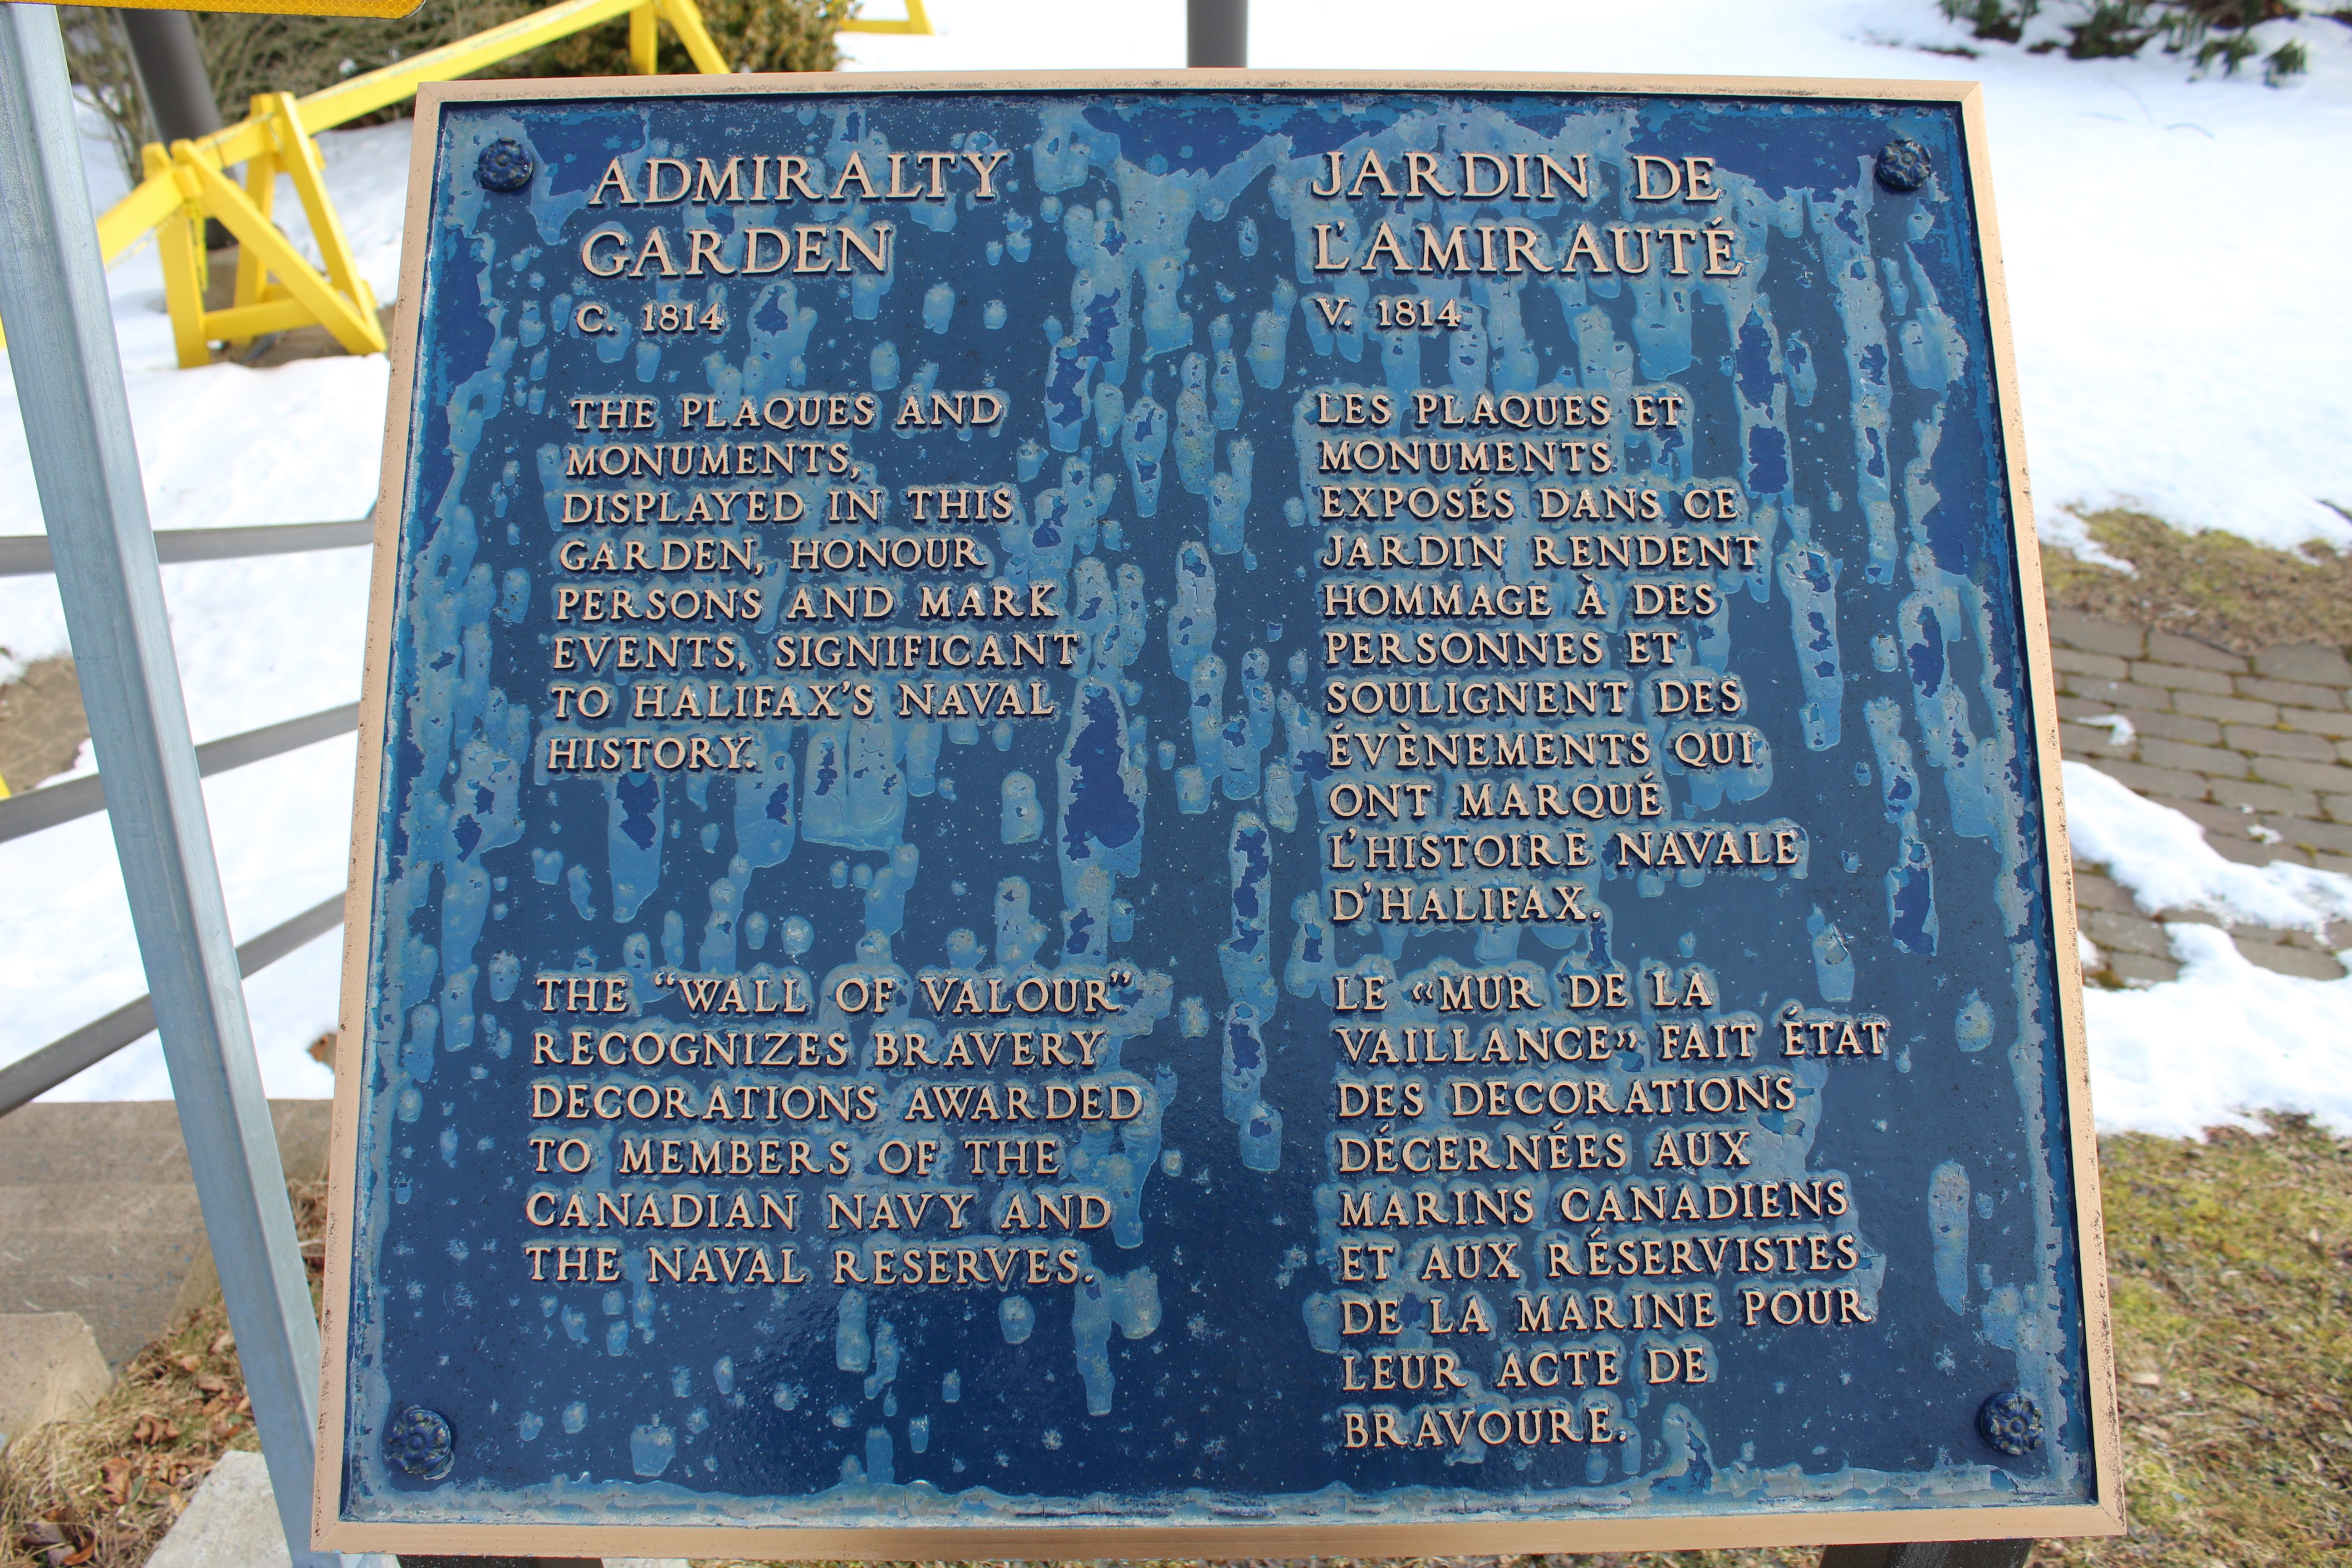 ADMIRALTY
GARDEN
C. 1814
THE PLAQUES AND
MONUMENTS,
DISPLAYED IN THIS
GARDEN, HONOUR
PERSONS AND MARK
EVENTS, SIGNIFICANT
TO HALIFAX'S NAVAL
HISTORY.
THE "WALL OF VALOUR"
RECOGNIZES BRAVERY
DECORATIONS AWARDED
TO MEMBERS OF THE
CANADIAN NAVY AND
THE NAVAL RESERVES.
JARDIN DE
L'AMIRAUTÉ
V. 1814
LES PLAQUES ET
MONUMENTS
EXPOSÉS DANS CE
JARDIN RENDENT
HOMMAGE À DES
PERSONNES ET
SOULIGNENT DES
ÉVÈNEMENTS QUI
ONT MARQUÉ
L'HISTOIRE NAVALE
D'HALIFAX.
LE «MUR DE LA
VAILLANCE» FAIT ÉTAT
DES DECORATIONS
DÉCERNÉES AUX
MARINS CANADIENS
ET AUX RÉSERVISTES
DE LA MARINE POUR
LEUR ACTE DE
BRAVOURE.